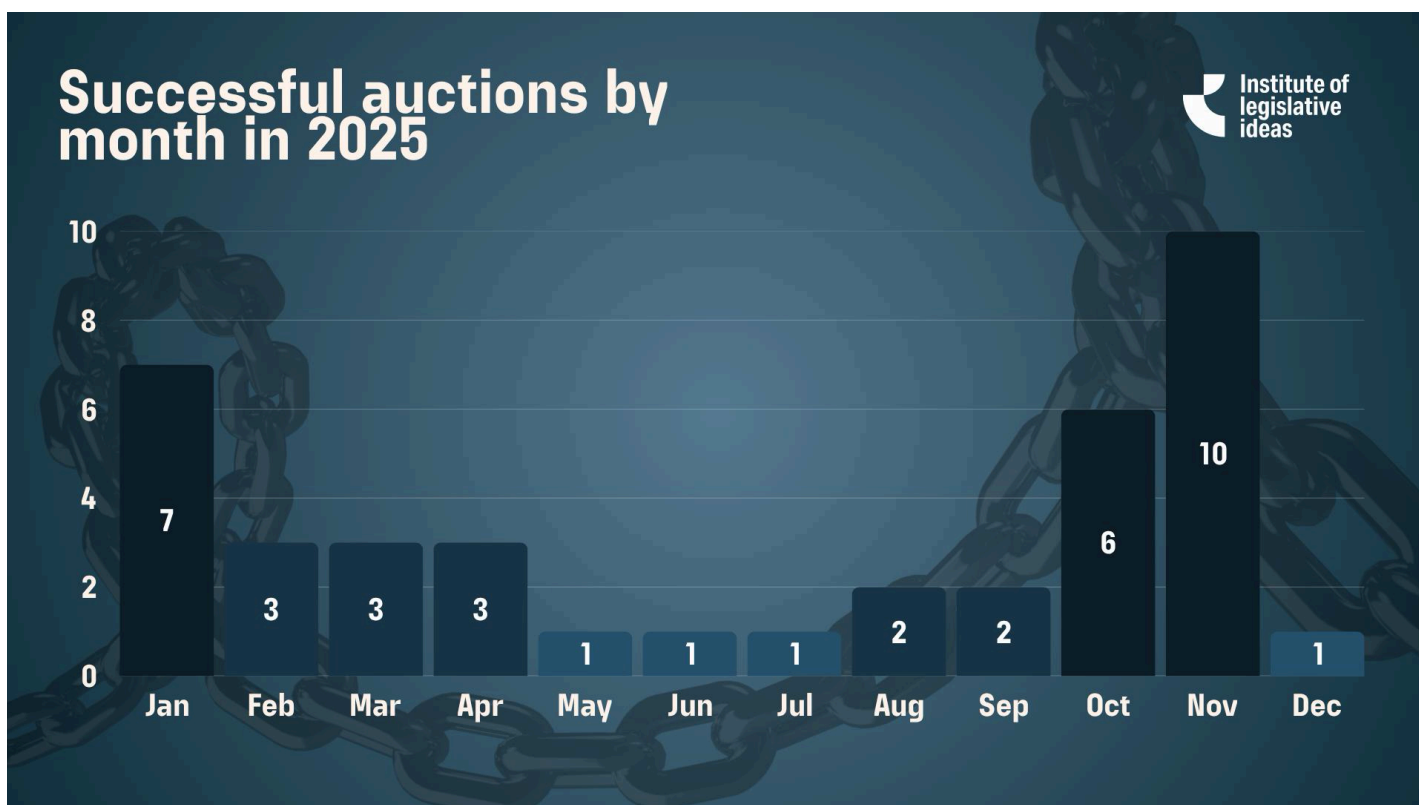 Successful auctions by
month in 2025
Institute of
legislative
ideas
10
8
6
4
2
0
7
3
3
3
1
1
1
2
2
6
10
1
Jan
Feb
Mar
Apr
May
Jun
Jul
Aug
Sep
Oct
Nov
Dec